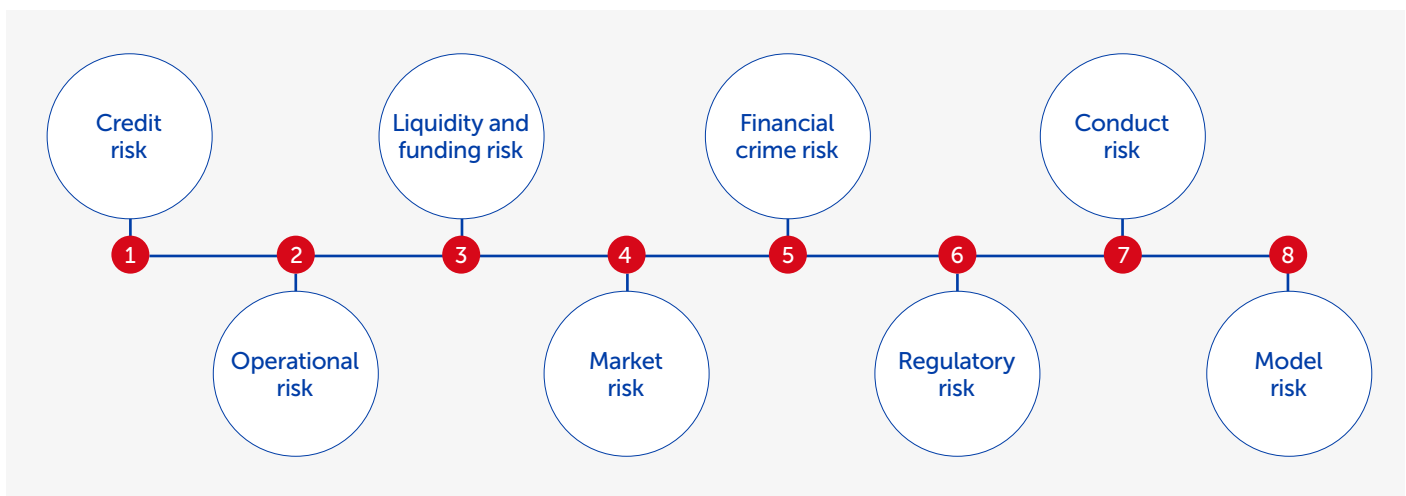 Credit
risk
1
Operational
risk
2
Liquidity and
funding risk
3
Market
risk
4
Financial
crime risk
5
Regulatory
risk
6
Conduct
risk
7
Model
risk
8